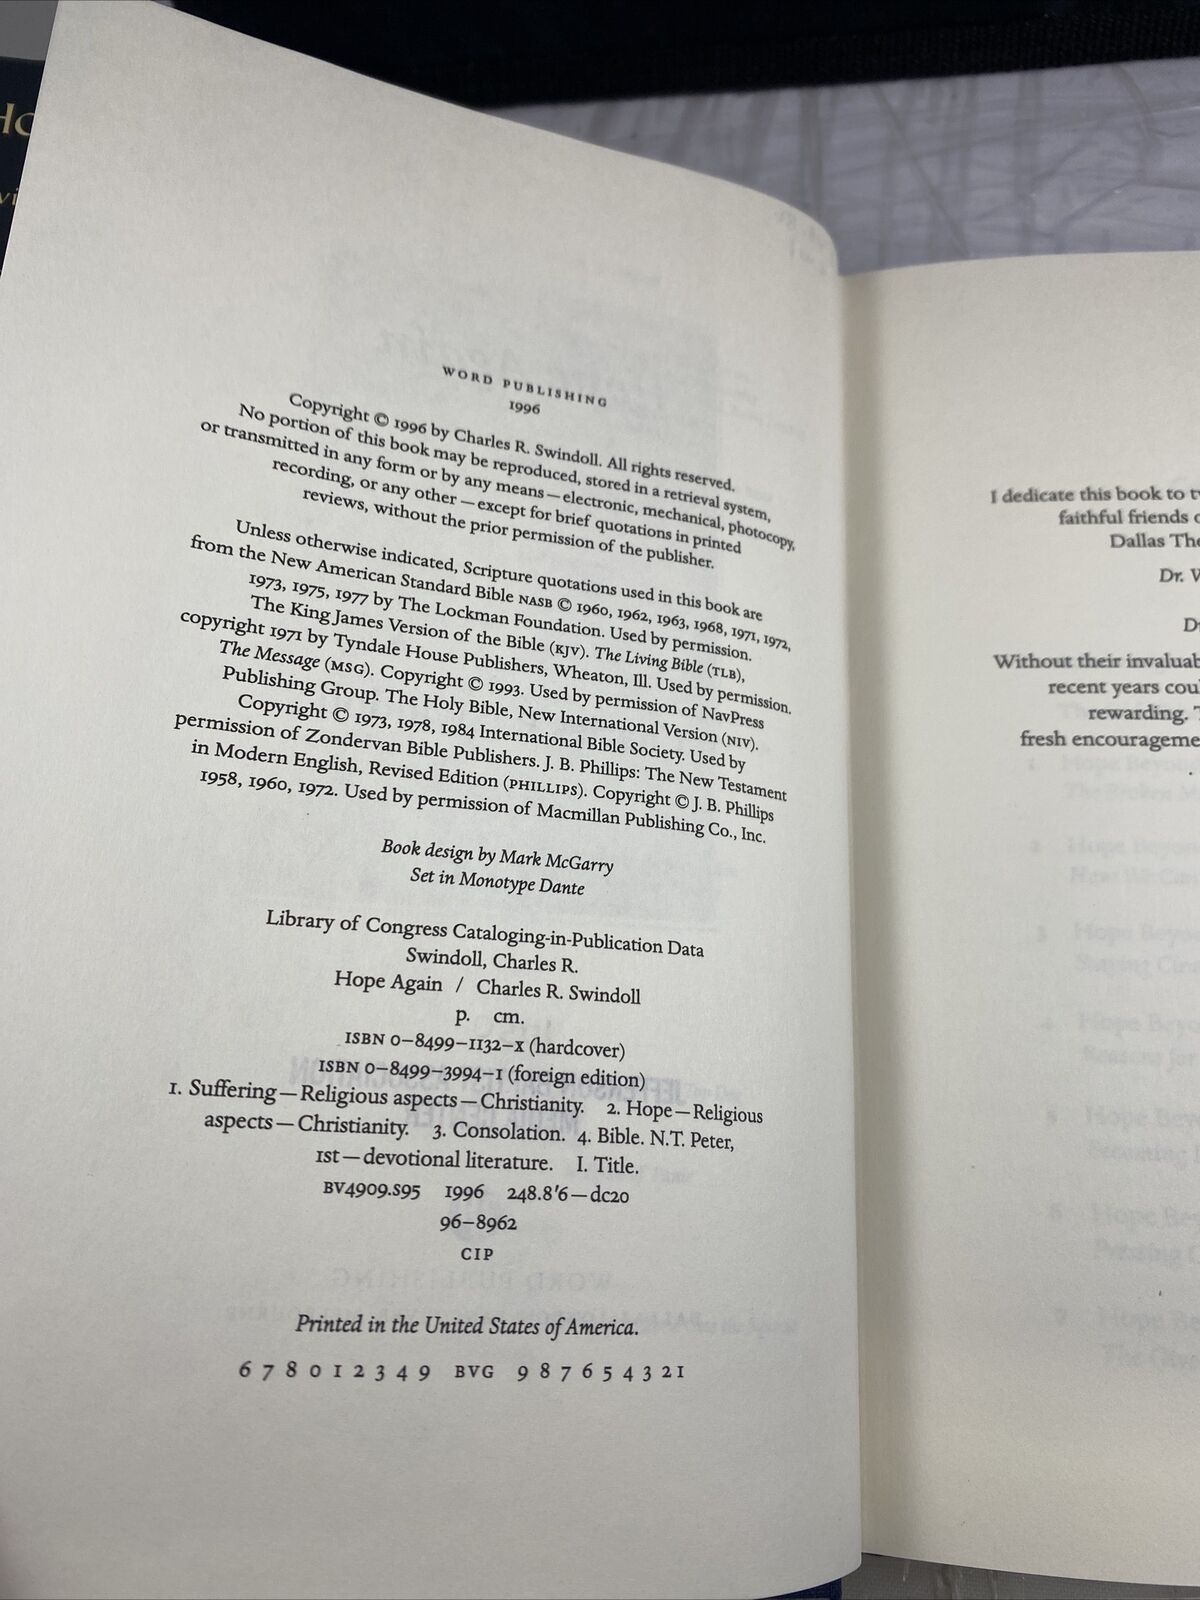 WORD PUBLISHING
1996
Copyright © 1996 by Charles R. Swindoll. All rights reserved.
No portion of this book may be reproduced, stored in a retrieval system,
or transmitted in any form or by any means—electronic, mechanical, photocopy,
recording, or any other—except for brief quotations in printed
reviews, without the prior permission of the publisher.
Unless otherwise indicated, Scripture quotations used in this book are
from the New American Standard Bible NASB © 1960, 1962, 1963, 1968, 1971, 1972,
1973, 1975, 1977 by The Lockman Foundation. Used by permission.
The King James Version of the Bible (KJV). The Living Bible (TLB),
copyright 1971 by Tyndale House Publishers, Wheaton, Ill. Used by permission.
The Message (MSG). Copyright © 1993. Used by permission of NavPress
Publishing Group. The Holy Bible, New International Version (NIV).
Copyright © 1973, 1978, 1984 International Bible Society. Used by
permission of Zondervan Bible Publishers. J. B. Phillips: The New Testament
in Modern English, Revised Edition (PHILLIPS). Copyright © J. B. Phillips
1958, 1960, 1972. Used by permission of Macmillan Publishing Co., Inc.
Book design by Mark McGarry
Set in Monotype Dante
Library of Congress Cataloging-in-Publication Data
Swindoll, Charles R.
Hope Again / Charles R. Swindoll
p. cm.
ISBN 0–8499–1132–X (hardcover)
ISBN 0–8499–3994–1 (foreign edition)
1. Suffering—Religious aspects—Christianity. 2. Hope—Religious
aspects—Christianity. 3. Consolation. 4. Bible. N.T. Peter,
1st—devotional literature. I. Title.
BV4909.S95 1996 248.8'6—dc20
96–8962
CIP
Printed in the United States of America.
6 7 8 0 1 2 3 4 9 BVG 9 8 7 6 5 4 3 2 1
I dedicate this book to
faithful friends
Dallas
Dr.
Without their
recent years
rewarding.
fresh